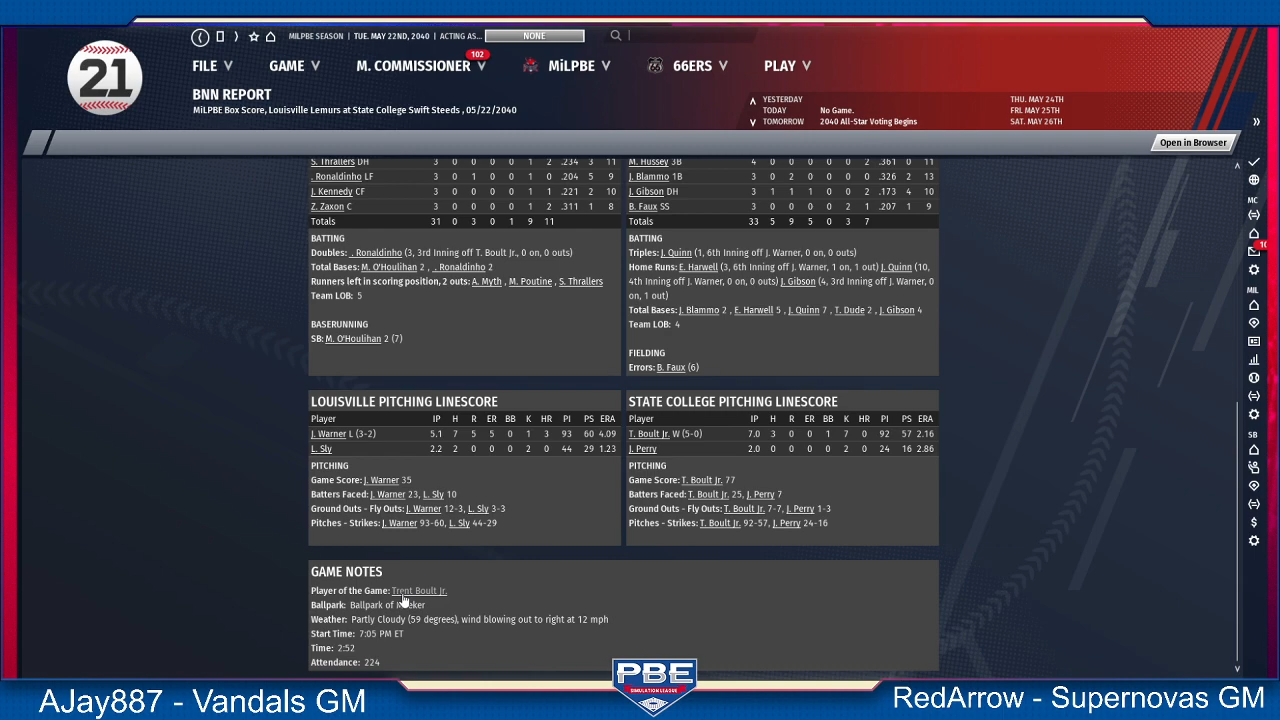 MiLPBE SEASON | TUE. MAY 22ND, 2040 | ACTING AS... NONE
21
FILE GAME M. COMMISSIONER 102 MiLPBE 66ERS PLAY
BNN REPORT
MiLPBE Box Score, Louisville Lemurs at State College Swift Steeds , 05/22/2040
YESTERDAY THU. MAY 24TH
TODAY No Game. FRI. MAY 25TH
TOMORROW 2040 All-Star Voting Begins SAT. MAY 26TH
Open in Browser
S. Thrallers DH 3 0 0 0 0 1 2 .234 3 11
. Ronaldinho LF 3 0 1 0 0 1 0 .204 5 9
J. Kennedy CF 3 0 0 0 0 1 1 .221 2 10
Z. Zaxon C 3 0 0 0 0 1 2 .311 1 8
Totals 31 0 3 0 1 9 11
BATTING
Doubles: . Ronaldinho (3, 3rd Inning off T. Boult Jr., 0 on, 0 outs)
Total Bases: M. O'Houlihan 2 , . Ronaldinho 2
Runners left in scoring position, 2 outs: A. Myth , M. Poutine , S. Thrallers
Team LOB: 5
BASERUNNING
SB: M. O'Houlihan 2 (7)
M. Hussey 3B 4 0 0 0 0 0 2 .361 0 11
J. Blammo 1B 3 0 2 0 0 0 0 .326 2 13
J. Gibson DH 3 1 1 1 0 0 2 .173 4 10
B. Faux SS 3 0 0 0 0 2 1 .207 1 9
Totals 33 5 9 5 0 3 7
BATTING
Triples: J. Quinn (1, 6th Inning off J. Warner, 0 on, 0 outs)
Home Runs: E. Harwell (3, 6th Inning off J. Warner, 1 on, 1 out) J. Quinn (10,
4th Inning off J. Warner, 0 on, 0 outs) J. Gibson (4, 3rd Inning off J. Warner, 0
on, 1 out)
Total Bases: J. Blammo 2 , E. Harwell 5 , J. Quinn 7 , T. Dude 2 , J. Gibson 4
Team LOB: 4
FIELDING
Errors: B. Faux (6)
LOUISVILLE PITCHING LINESCORE
Player IP H R ER BB K HR PI PS ERA
J. Warner L (3-2) 5.1 7 5 5 0 1 3 93 60 4.09
L. Sly 2.2 2 0 0 0 2 0 44 29 1.23
PITCHING
Game Score: J. Warner 35
Batters Faced: J. Warner 23, L. Sly 10
Ground Outs - Fly Outs: J. Warner 12-3, L. Sly 3-3
Pitches - Strikes: J. Warner 93-60, L. Sly 44-29
STATE COLLEGE PITCHING LINESCORE
Player IP H R ER BB K HR PI PS ERA
T. Boult Jr. W (5-0) 7.0 3 0 0 1 7 0 92 57 2.16
J. Perry 2.0 0 0 0 0 2 0 24 16 2.86
PITCHING
Game Score: T. Boult Jr. 77
Batters Faced: T. Boult Jr. 25, J. Perry 7
Ground Outs - Fly Outs: T. Boult Jr. 7-7, J. Perry 1-3
Pitches - Strikes: T. Boult Jr. 92-57, J. Perry 24-16
GAME NOTES
Player of the Game: Trent Boult Jr.
Ballpark: Ballpark of
Weather: Partly Cloudy (59 degrees), wind blowing out to right at 12 mph
Start Time: 7:05 PM ET
Time: 2:52
Attendance: 224
MC
10
MIL
SB
PBE
SIMULATION LEAGUE
AJay887 - Vandals GM
RedArrow - Supernovas GM